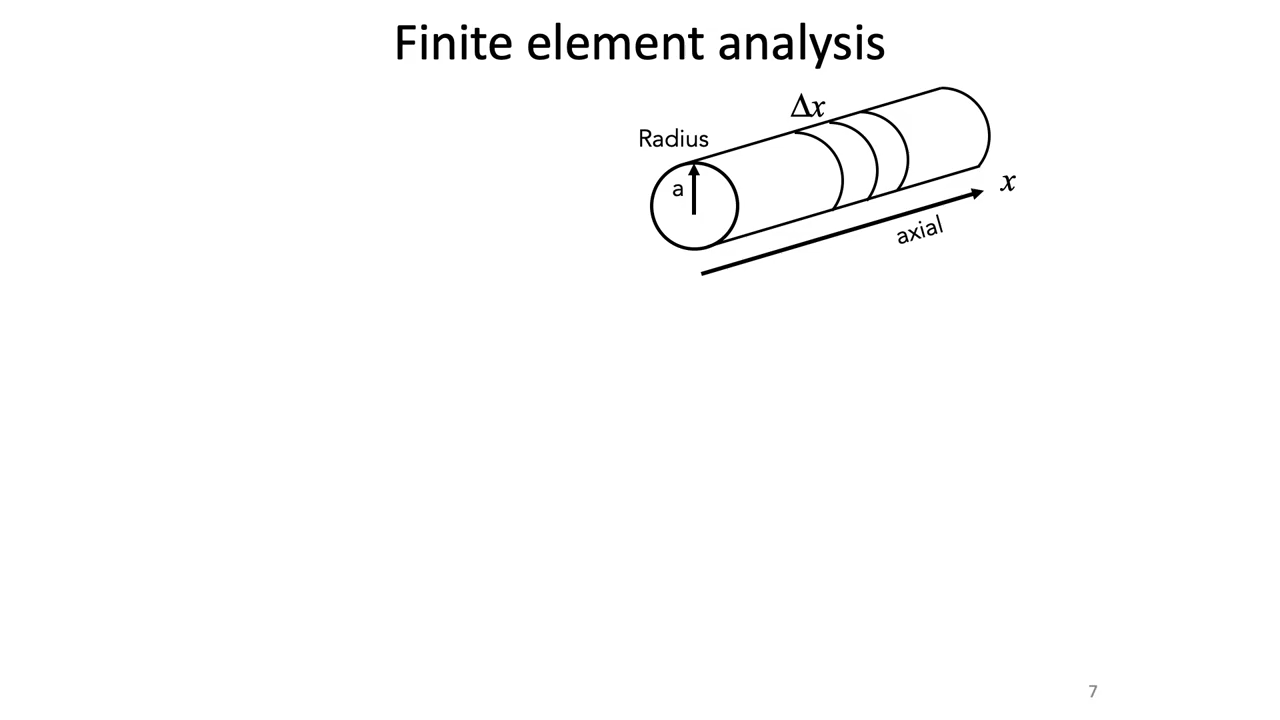 Finite element analysis
Δx
Radius
a
x
axial
7